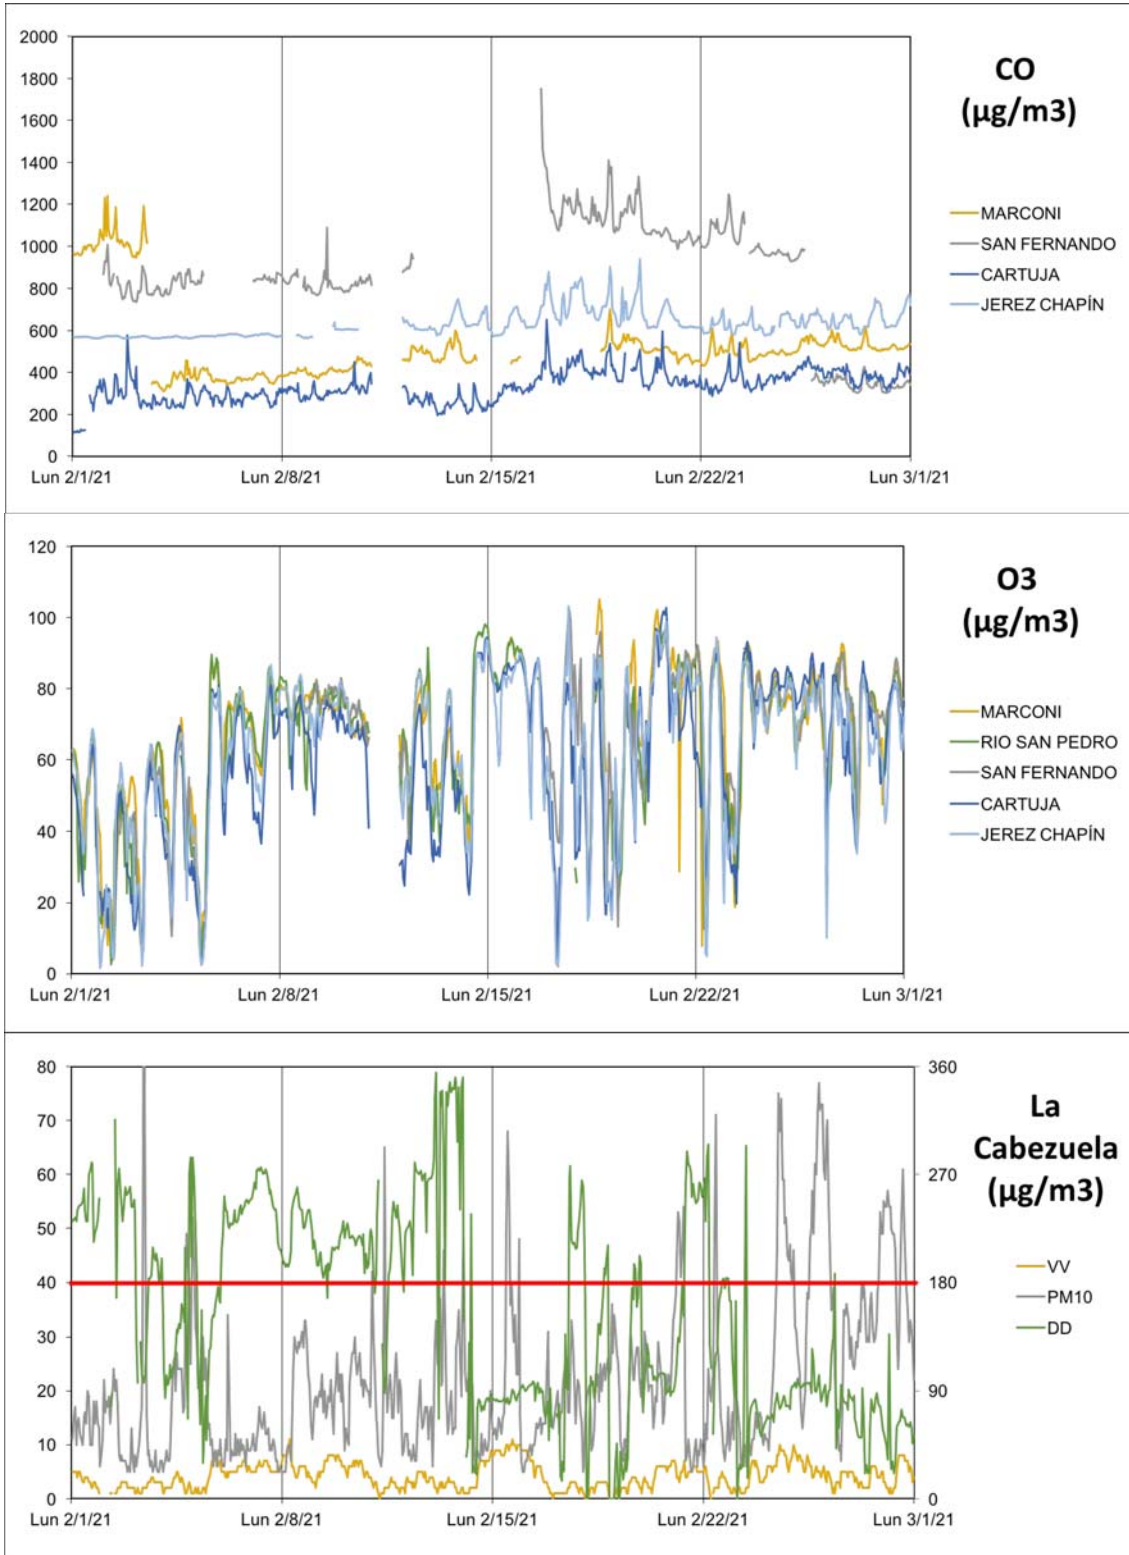 2000
1800
1600
1400
1200
1000
800
600
400
200
0
Lun 2/1/21
Lun 2/8/21
Lun 2/15/21
Lun 2/22/21
Lun 3/1/21
CO
(µg/m3)
MARCONI
SAN FERNANDO
CARTUJA
JEREZ CHAPÍN
120
100
80
60
40
20
0
Lun 2/1/21
Lun 2/8/21
Lun 2/15/21
Lun 2/22/21
Lun 3/1/21
O3
(µg/m3)
MARCONI
RIO SAN PEDRO
SAN FERNANDO
CARTUJA
JEREZ CHAPÍN
80
70
60
50
40
30
20
10
0
360
270
180
90
0
Lun 2/1/21
Lun 2/8/21
Lun 2/15/21
Lun 2/22/21
Lun 3/1/21
La
Cabezuela
(µg/m3)
VV
PM10
DD